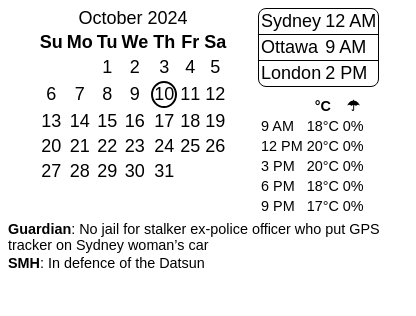 October 2024
Su Mo Tu We Th Fr Sa
1 2 3 4 5
6 7 8 9 10 11 12
13 14 15 16 17 18 19
20 21 22 23 24 25 26
27 28 29 30 31
Sydney 12 AM
Ottawa 9 AM
London 2 PM
°C ☂
9 AM 18°C 0%
12 PM 20°C 0%
3 PM 20°C 0%
6 PM 18°C 0%
9 PM 17°C 0%
Guardian: No jail for stalker ex-police officer who put GPS
tracker on Sydney woman’s car
SMH: In defence of the Datsun